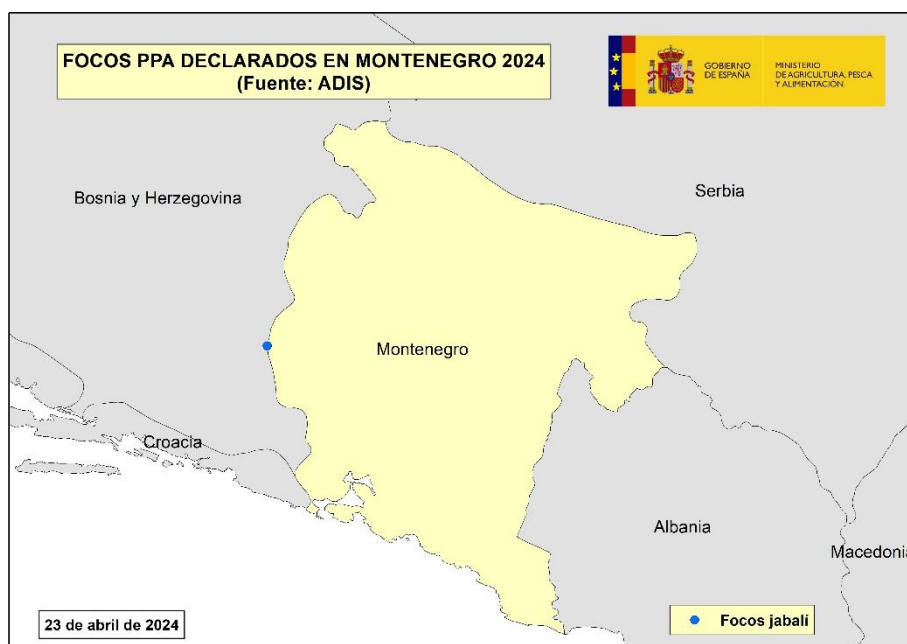 FOCOS PPA DECLARADOS EN MONTENEGRO 2024
(Fuente: ADIS)
GOBIERNO
DE ESPAÑA
MINISTERIO
DE AGRICULTURA, PESCA
Y ALIMENTACIÓN
Bosnia y Herzegovina
Serbia
Montenegro
Croacia
Albania
Macedonia
23 de abril de 2024
Focos jabalí